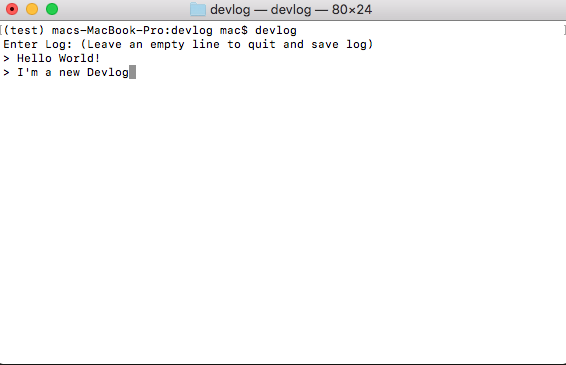 devlog — devlog — 80×24
[(test) macs-MacBook-Pro:devlog mac$ devlog ]
Enter Log: (Leave an empty line to quit and save log)
> Hello World!
> I'm a new Devlog